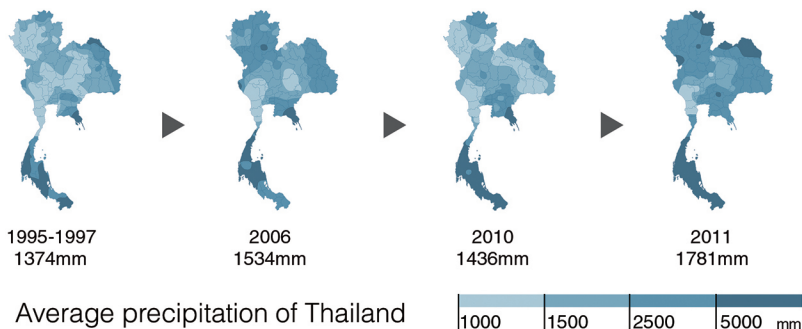 1995-1997
1374mm
2006
1534mm
2010
1436mm
2011
1781mm
Average precipitation of Thailand
1000 1500 2500 5000 mm